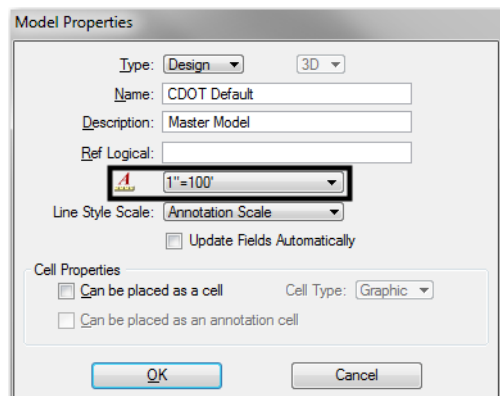 Model Properties
Type: Design 3D
Name: CDOT Default
Description: Master Model
Ref Logical:
A 1"=100'
Line Style Scale: Annotation Scale
Update Fields Automatically
Cell Properties
Can be placed as a cell Cell Type: Graphic
Can be placed as an annotation cell
OK Cancel